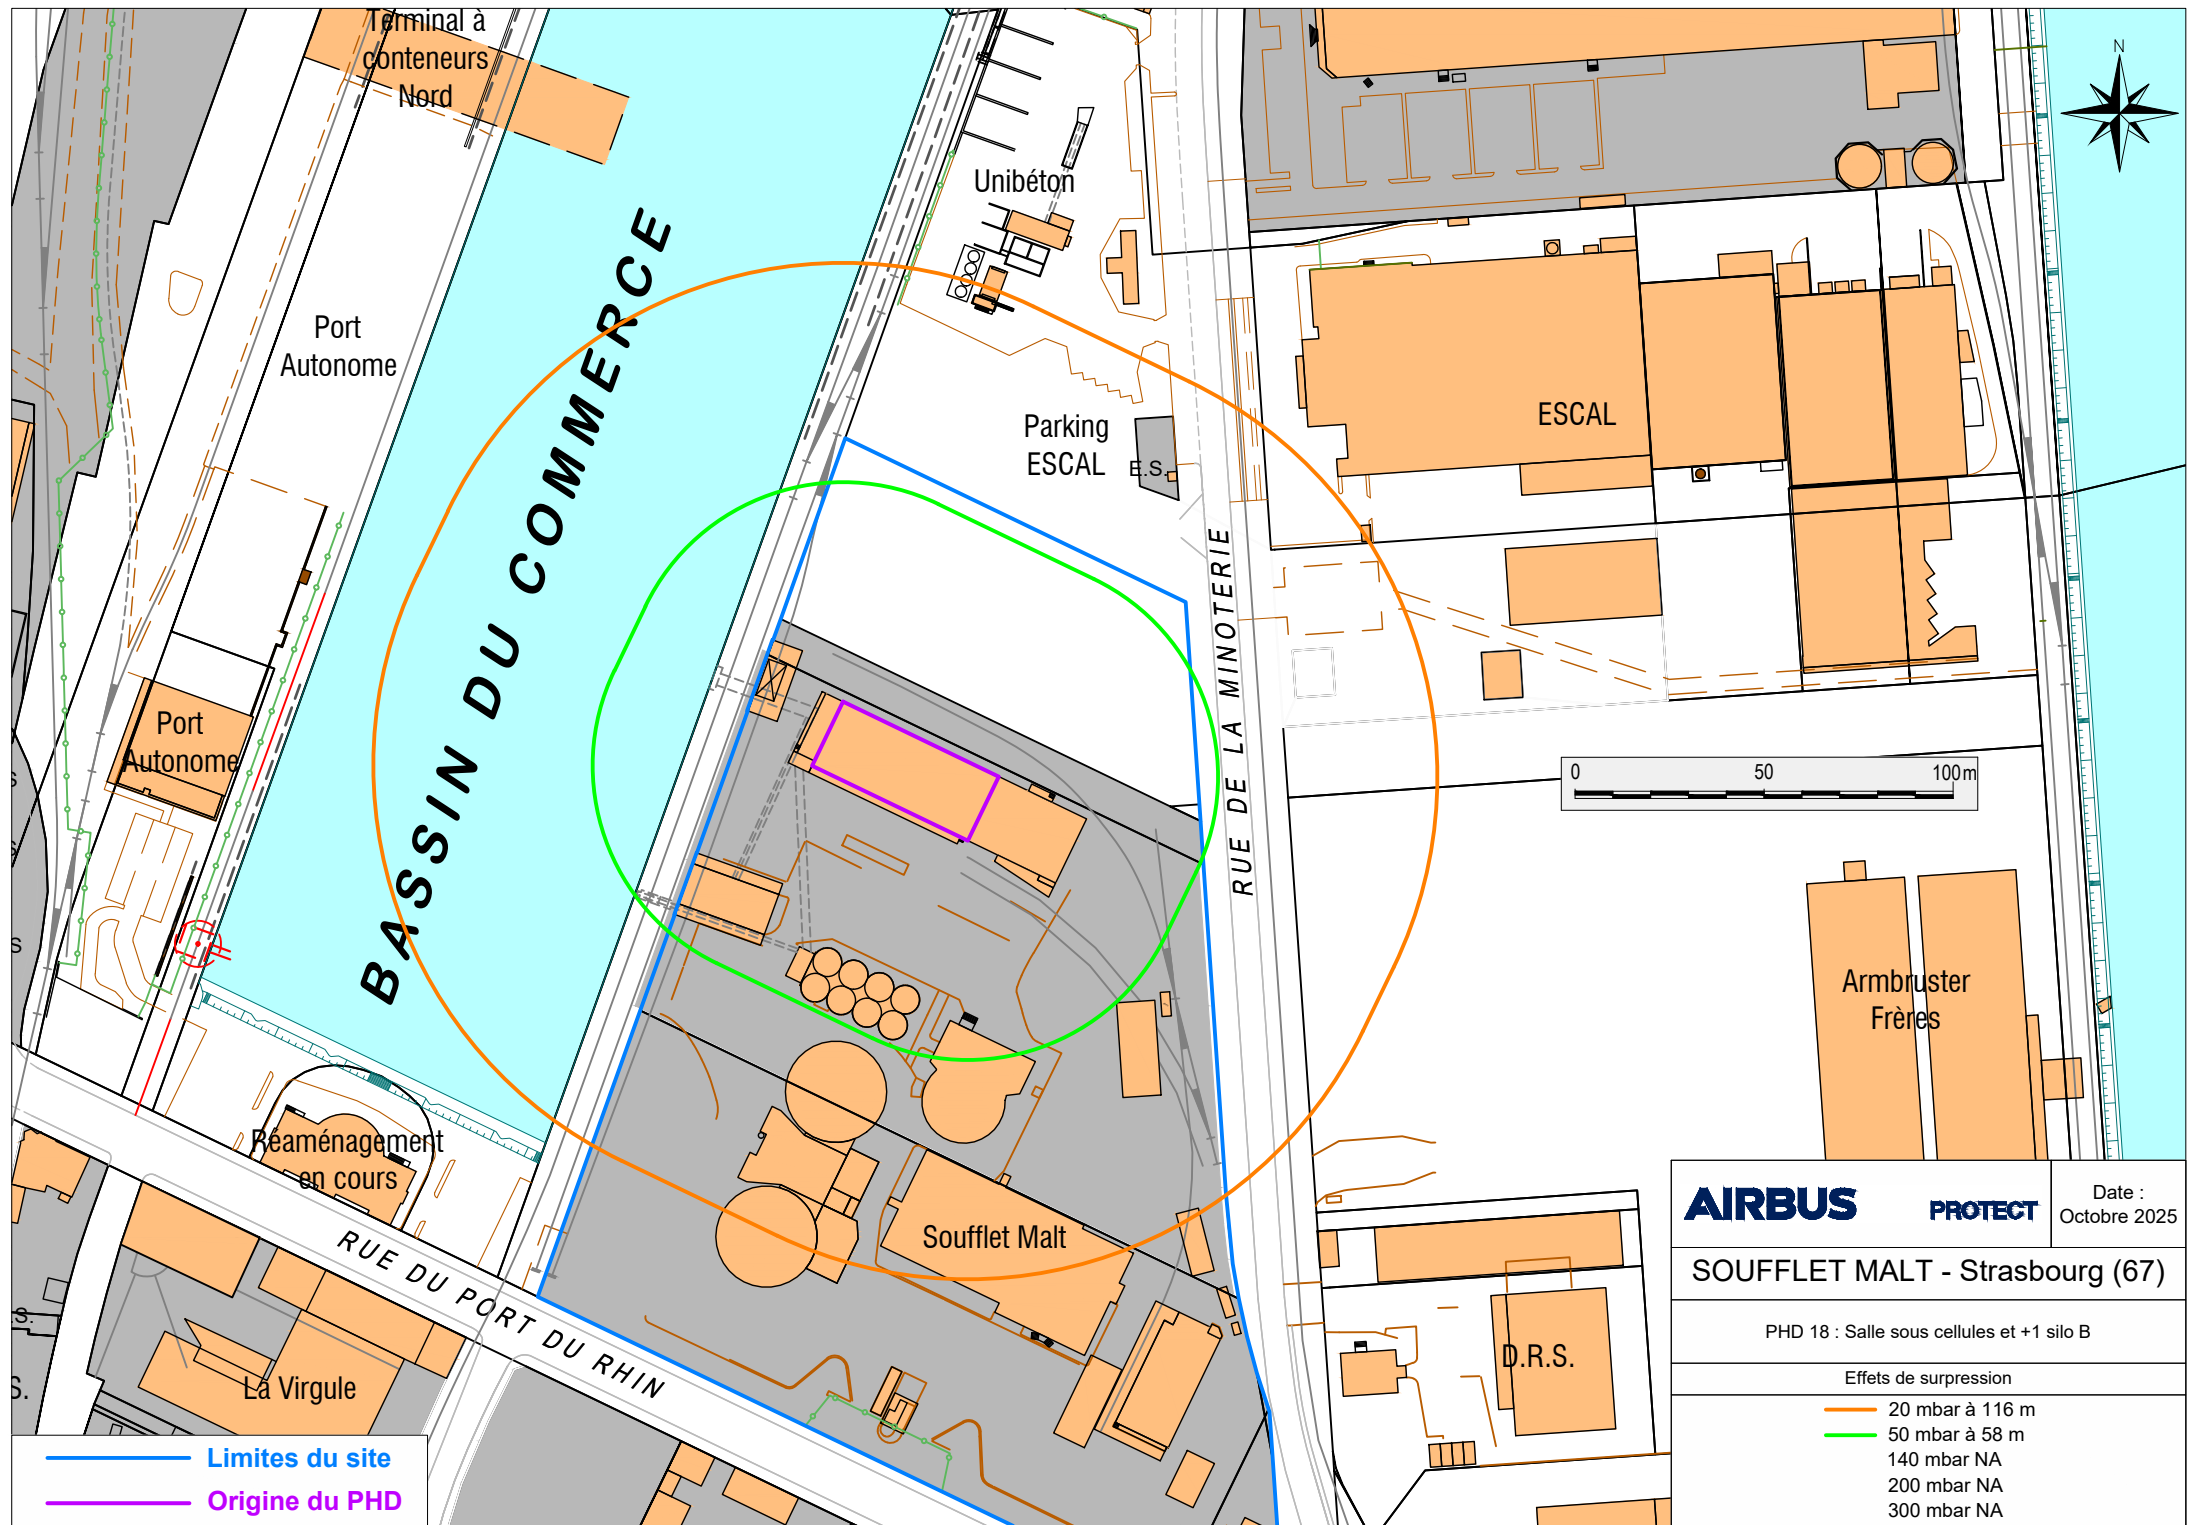 Terminal à
conteneurs
Nord
N
Unibéton
Port
Autonome
BASSIN DU COMMERCE
Parking
ESCAL
E.S.
ESCAL
RUE DE LA MINOTERIE
Port
Autonome
0 50 100m
Armbruster
Frères
Réaménagement
en cours
Soufflet Malt
RUE DU PORT DU RHIN
La Virgule
D.R.S.
S
S
S
S.
S.
Limites du site
Origine du PHD
AIRBUS PROTECT
Date :
Octobre 2025
SOUFFLET MALT - Strasbourg (67)
PHD 18 : Salle sous cellules et +1 silo B
Effets de surpression
20 mbar à 116 m
50 mbar à 58 m
140 mbar NA
200 mbar NA
300 mbar NA